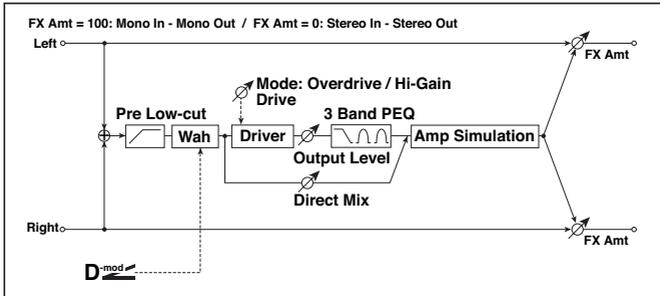 FX Amt = 100: Mono In - Mono Out / FX Amt = 0: Stereo In - Stereo Out
Left
FX Amt
Mode: Overdrive / Hi-Gain
Drive
Pre Low-cut
3 Band PEQ
Wah
Driver
Amp Simulation
Output Level
Direct Mix
Right
FX Amt
D-mod